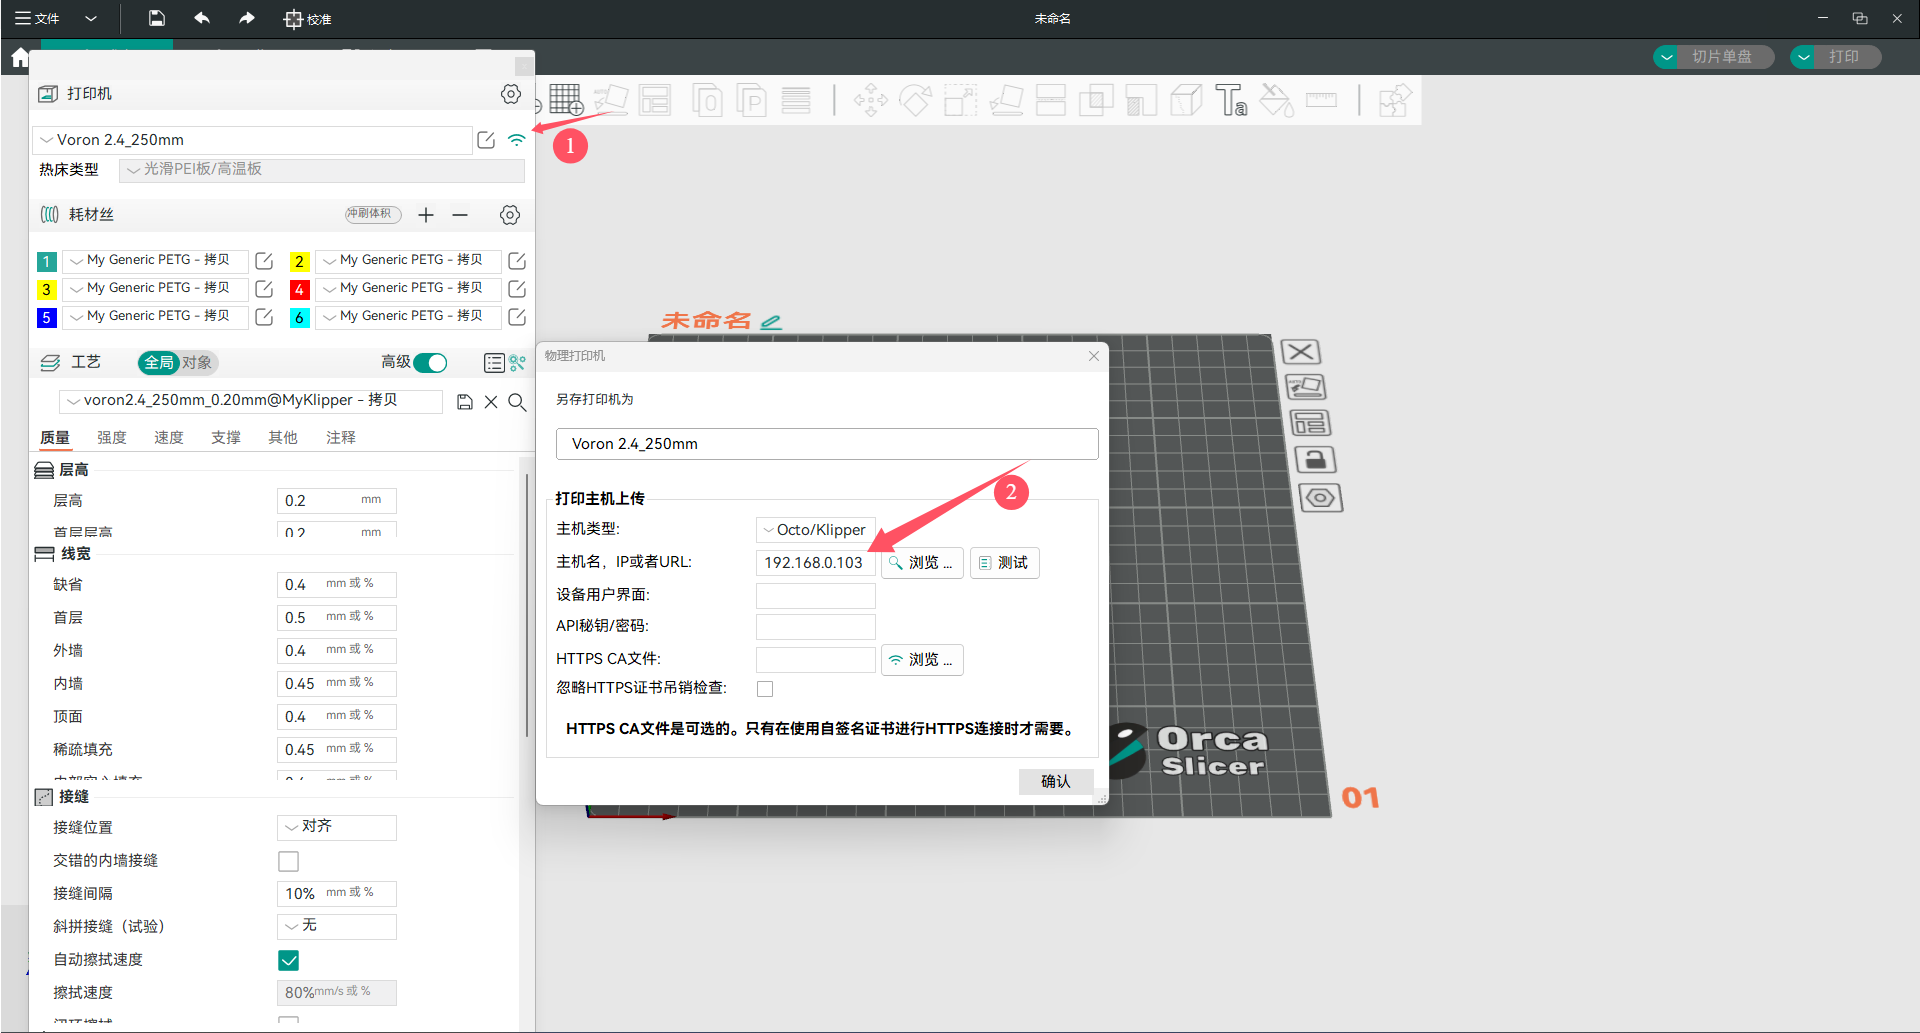 文件
校准
未命名
切片单盘
打印
打印机
Voron 2.4_250mm
1
热床类型
光滑PEI板/高温板
耗材丝
冲刷体积
1 My Generic PETG - 拷贝
2 My Generic PETG - 拷贝
3 My Generic PETG - 拷贝
4 My Generic PETG - 拷贝
5 My Generic PETG - 拷贝
6 My Generic PETG - 拷贝
工艺
全局 对象
高级
voron2.4_250mm_0.20mm@MyKlipper - 拷贝
质量 强度 速度 支撑 其他 注释
层高
层高 0.2 mm
首层层高 0.2 mm
线宽
缺省 0.4 mm 或 %
首层 0.5 mm 或 %
外墙 0.4 mm 或 %
内墙 0.45 mm 或 %
顶面 0.4 mm 或 %
稀疏填充 0.45 mm 或 %
接缝
接缝位置 对齐
交错的内墙接缝
接缝间隔 10% mm 或 %
斜拼接缝（试验） 无
自动擦拭速度
擦拭速度 80% mm/s 或 %
未命名
物理打印机
另存打印机为
Voron 2.4_250mm
打印主机上传
2
主机类型: Octo/Klipper
主机名，IP或者URL: 192.168.0.103 浏览 ... 测试
设备用户界面:
API秘钥/密码:
HTTPS CA文件: 浏览 ...
忽略HTTPS证书吊销检查:
HTTPS CA文件是可选的。只有在使用自签名证书进行HTTPS连接时才需要。
确认
Orca
Slicer
01
O
P
Ta